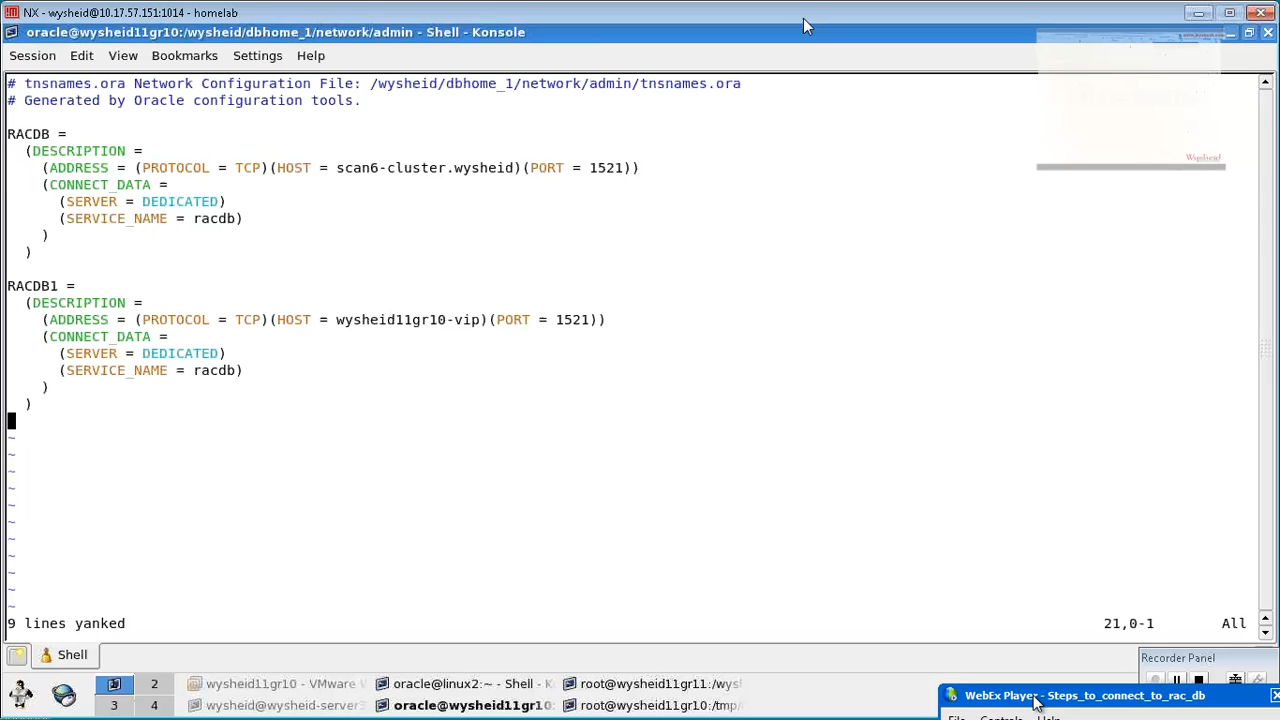 NX - wysheid@10.17.57.151:1014 - homelab
oracle@wysheid11gr10:/wysheid/dbhome_1/network/admin - Shell - Konsole
Session Edit View Bookmarks Settings Help
# tnsnames.ora Network Configuration File: /wysheid/dbhome_1/network/admin/tnsnames.ora
# Generated by Oracle configuration tools.
RACDB =
(DESCRIPTION =
(ADDRESS = (PROTOCOL = TCP)(HOST = scan6-cluster.wysheid)(PORT = 1521))
(CONNECT_DATA =
(SERVER = DEDICATED)
(SERVICE_NAME = racdb)
)
)
RACDB1 =
(DESCRIPTION =
(ADDRESS = (PROTOCOL = TCP)(HOST = wysheid11gr10-vip)(PORT = 1521))
(CONNECT_DATA =
(SERVER = DEDICATED)
(SERVICE_NAME = racdb)
)
)
~
~
~
~
~
~
~
~
~
~
~
9 lines yanked 21,0-1 All
Shell
Recorder Panel
2 wysheid11gr10 - VMware oracle@linux2:~ - Shell - K root@wysheid11gr11:/wys
3 4 wysheid@wysheid-server oracle@wysheid11gr10: root@wysheid11gr10:/tmp
WebEx Player - Steps_to_connect_to_rac_db
File Controls Help